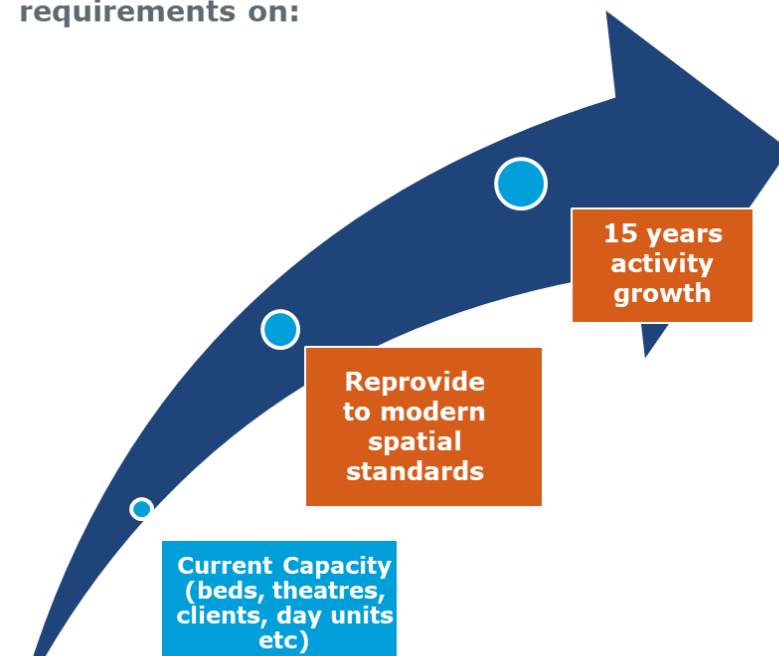 requirements on:
15 years
activity
growth
Reprovide
to modern
spatial
standards
Current Capacity
(beds, theatres,
clients, day units
etc)